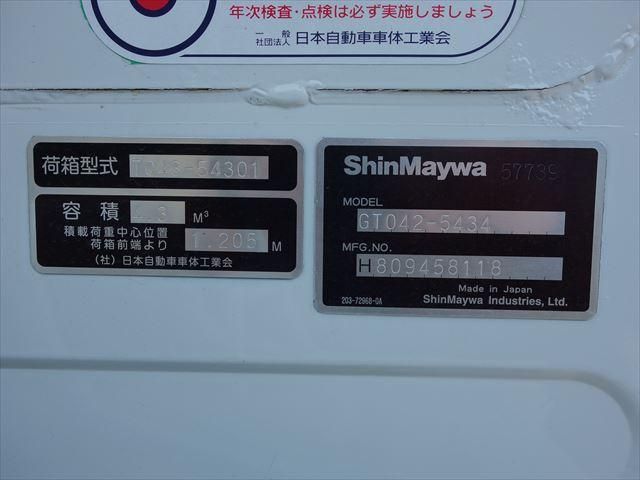 年次検査・点検は必ず実施しましょう
一般社団法人 日本自動車車体工業会
荷箱型式
容積 4.3 M³
積載荷重中心位置
荷箱前端より 1.205 M
(社) 日本自動車車体工業会
ShinMaywa 57739
MODEL
GT042-5434
MFG.NO.
H809458118
Made in Japan
203-72968-0A ShinMaywa Industries, Ltd.